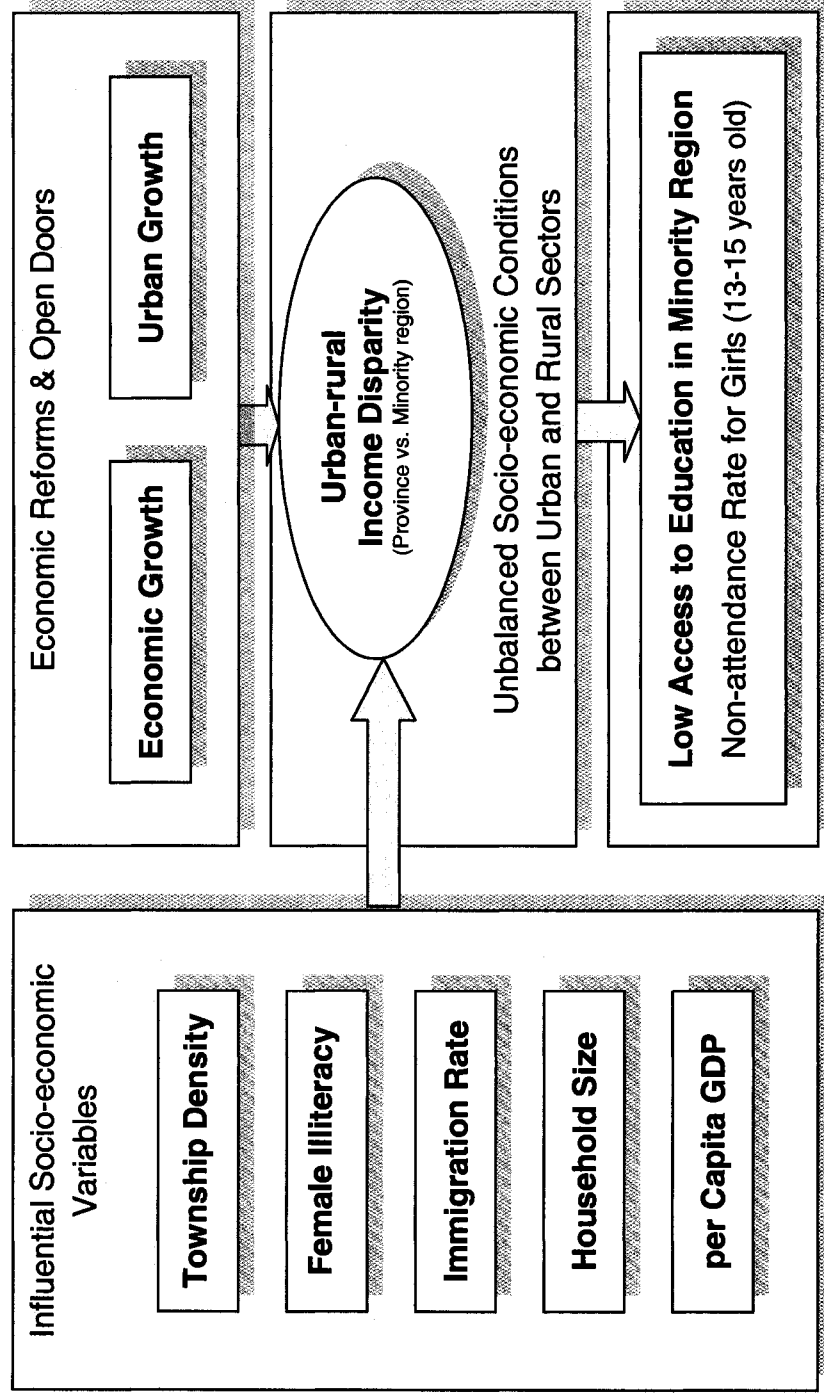 Influential Socio-economic
Variables
Township Density
Female Illiteracy
Immigration Rate
Household Size
per Capita GDP
Economic Reforms & Open Doors
Economic Growth
Urban Growth
Urban-rural
Income Disparity
(Province vs. Minority region)
Unbalanced Socio-economic Conditions
between Urban and Rural Sectors
Low Access to Education in Minority Region
Non-attendance Rate for Girls (13-15 years old)